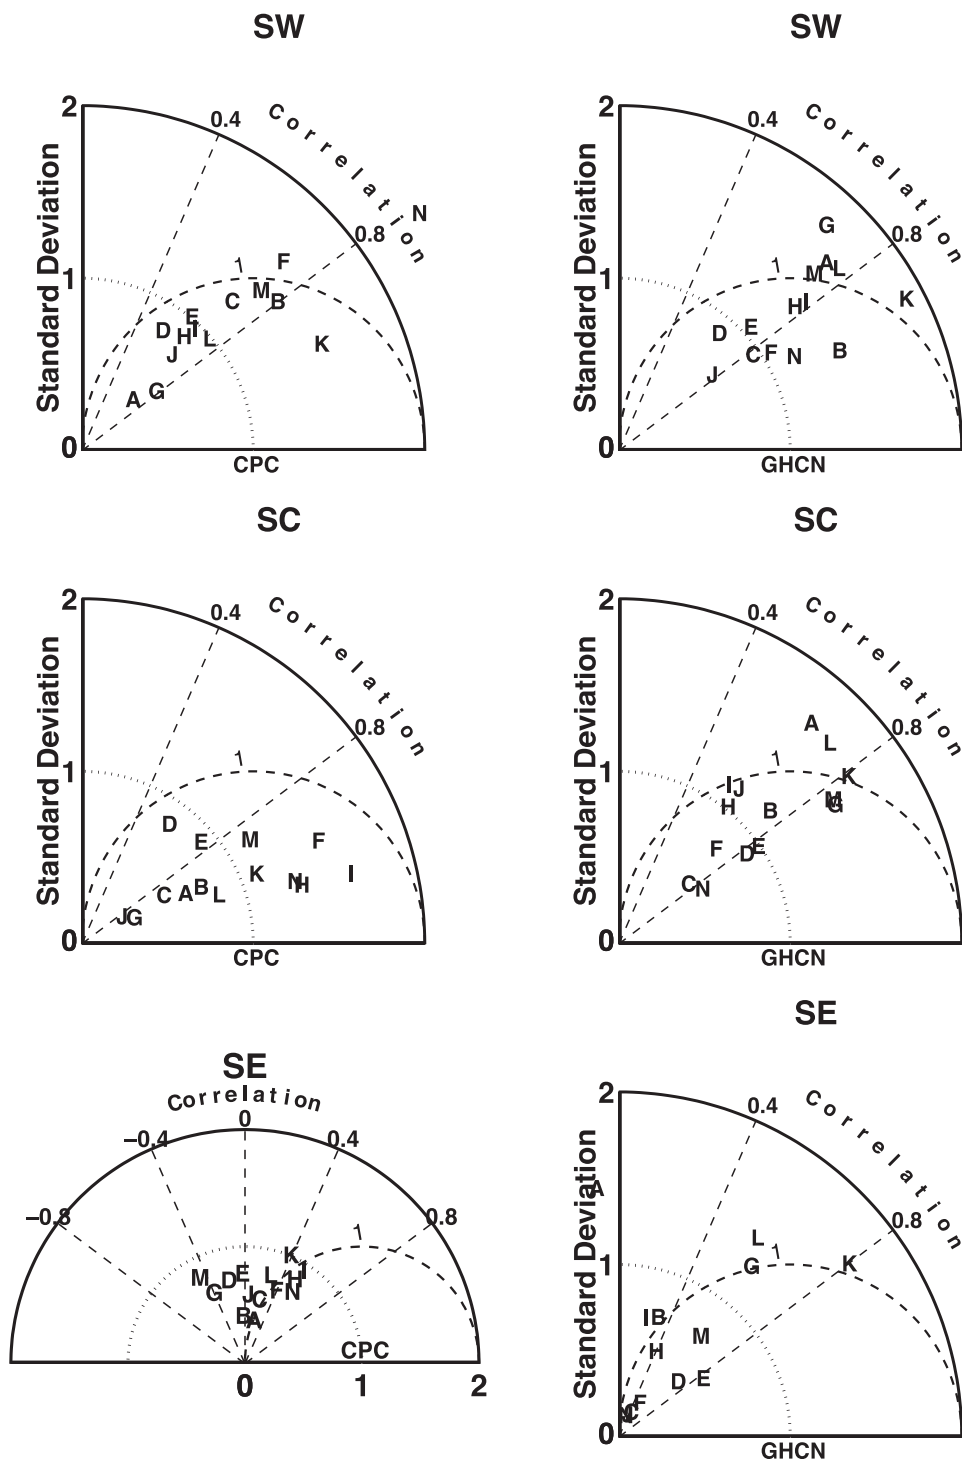 SW
2
1
0
Standard Deviation
0.4
Correlation
0.8
N
1
F
M
C
B
E
D
H
I
L
K
J
G
A
CPC
SW
2
1
0
Standard Deviation
0.4
Correlation
0.8
G
1
A
L
M
K
H
I
E
D
C
F
N
B
J
GHCN
SC
2
1
0
Standard Deviation
0.4
Correlation
0.8
1
D
E
M
F
K
I
N
H
B
C
A
L
J
G
CPC
SC
2
1
0
Standard Deviation
0.4
Correlation
0.8
A
L
1
K
I
J
H
B
M
G
F
D
E
C
N
GHCN
SE
Correlation
0
−0.4
0.4
−0.8
0.8
1
K
M
D
E
L
I
H
G
J
C
F
N
B
A
CPC
0
1
2
SE
2
1
0
Standard Deviation
0.4
Correlation
0.8
A
L
1
G
K
I
B
M
H
D
E
F
C
GHCN